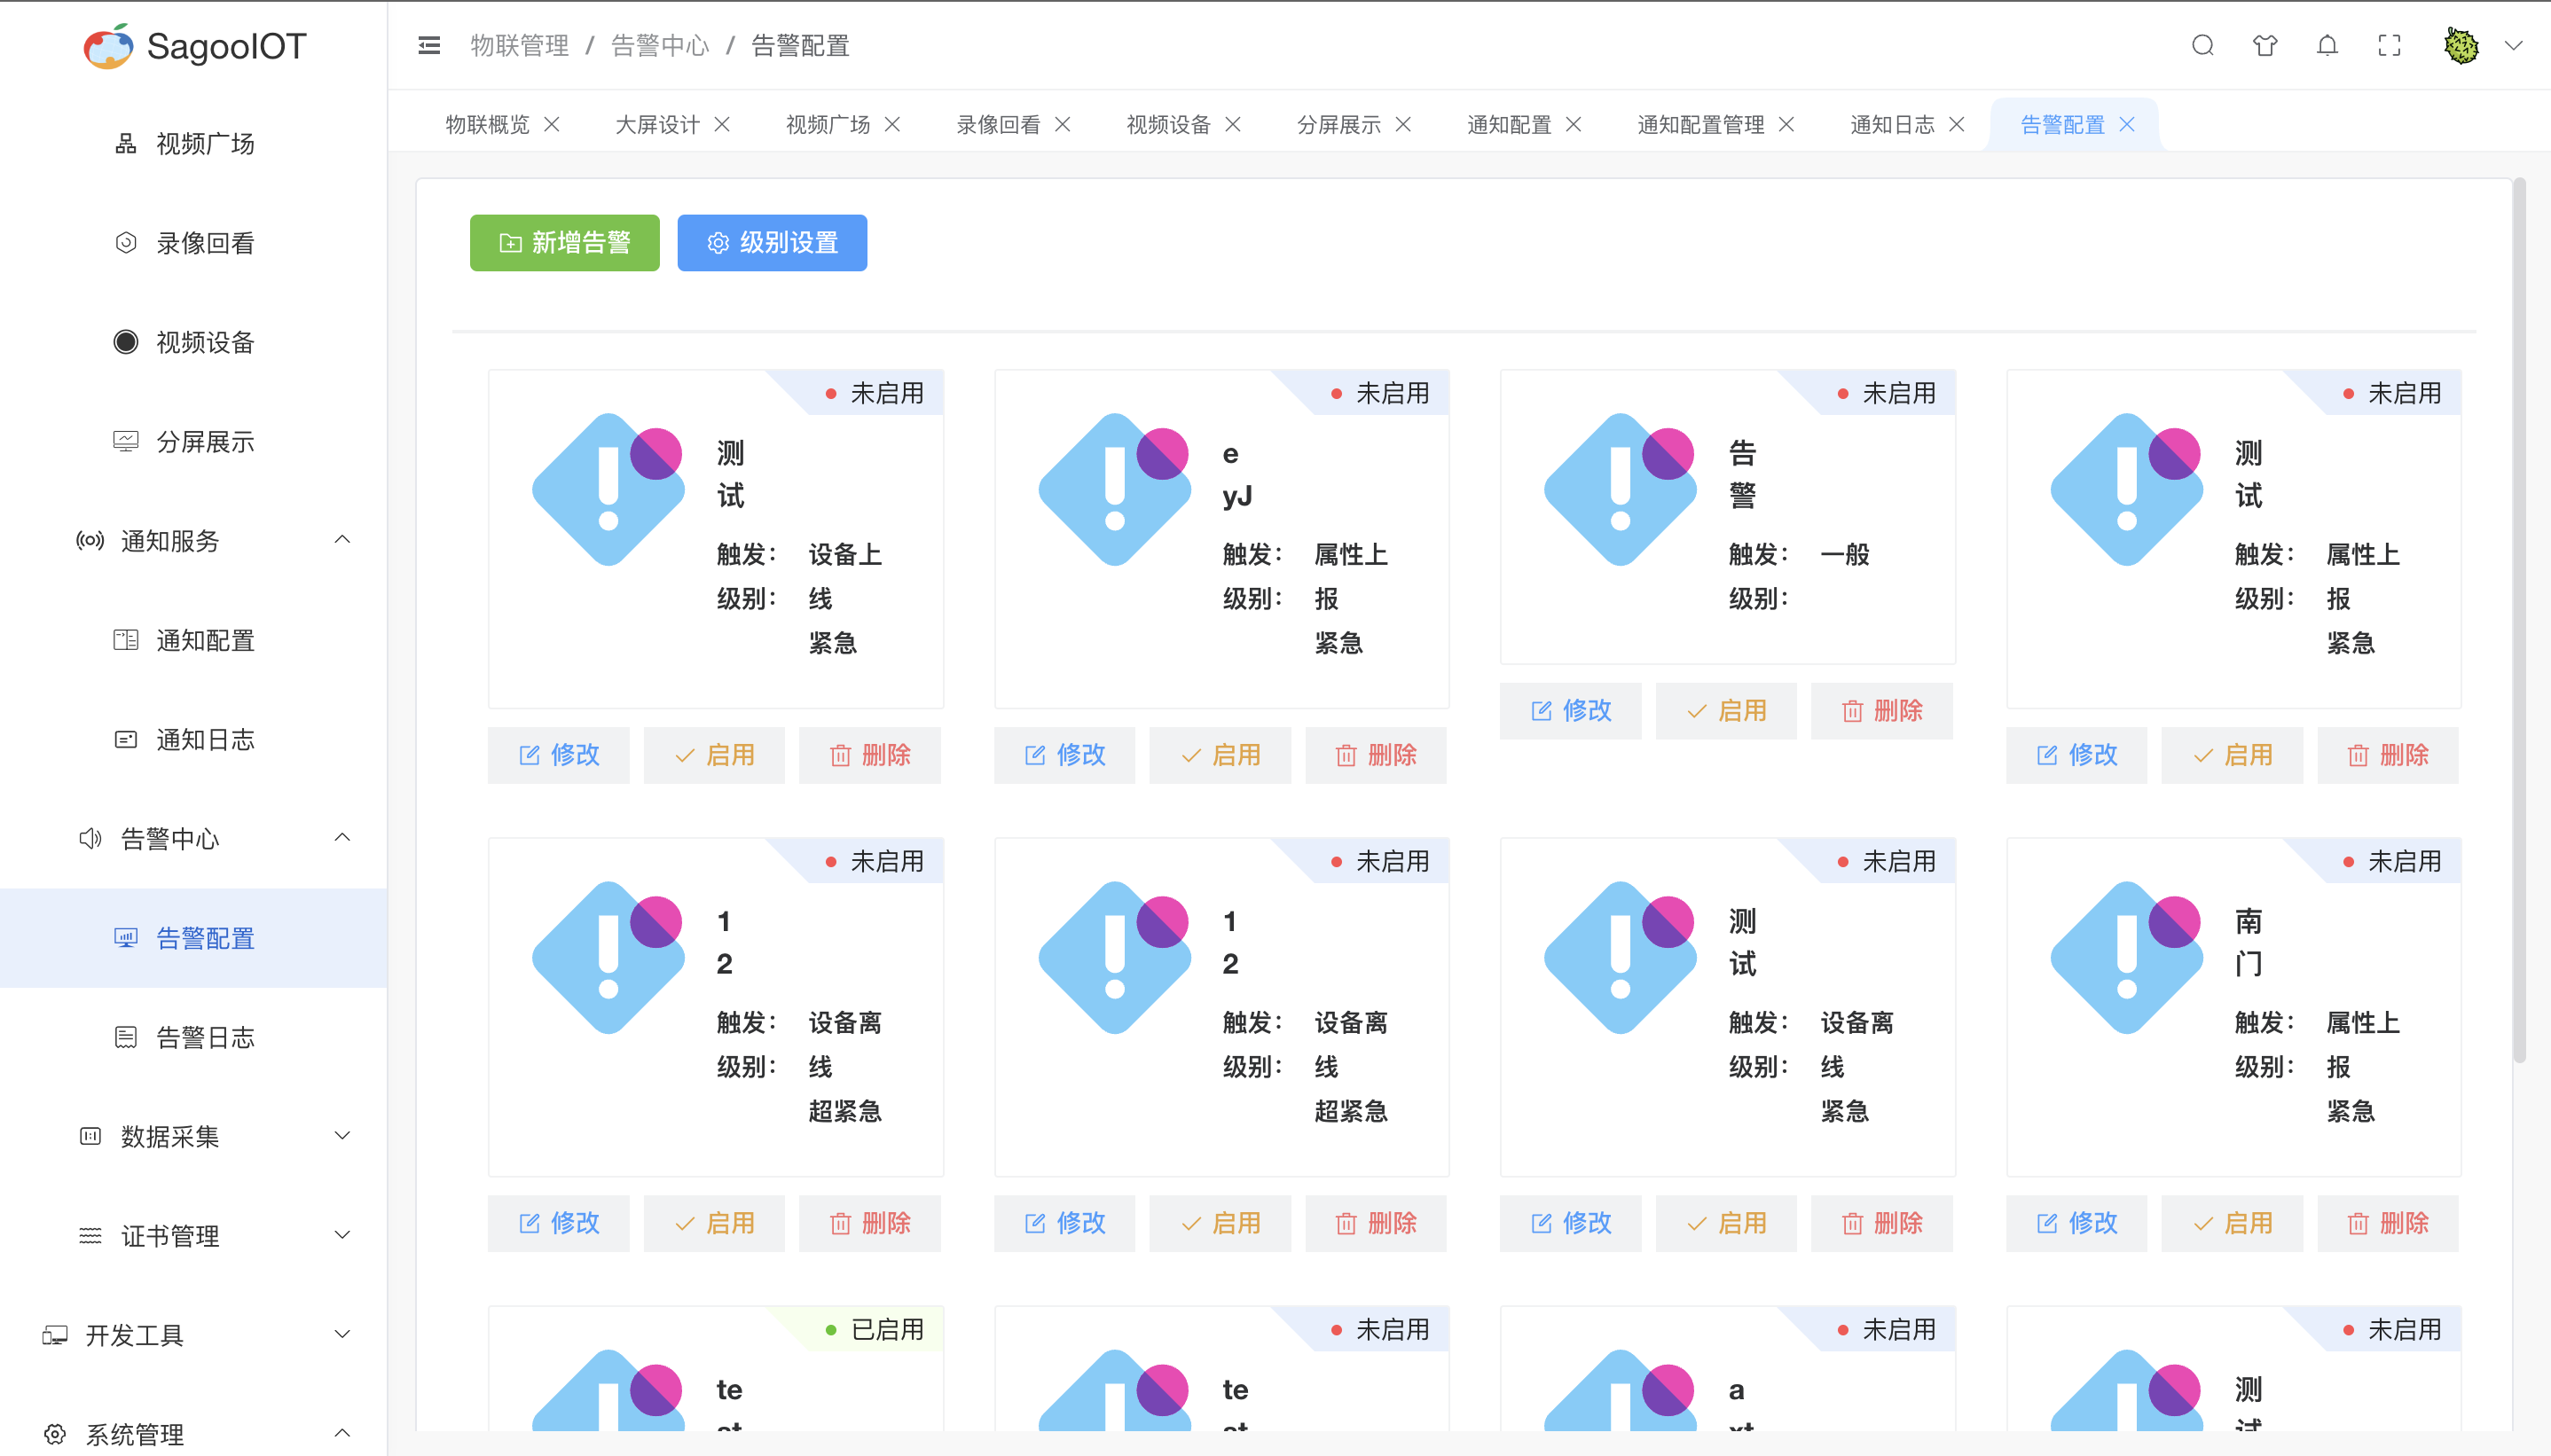 SagooIOT
物联管理 / 告警中心 / 告警配置
物联概览
大屏设计
视频广场
录像回看
视频设备
分屏展示
通知配置
通知配置管理
通知日志
告警配置
视频广场
录像回看
视频设备
分屏展示
通知服务
通知配置
通知日志
告警中心
告警配置
告警日志
数据采集
证书管理
开发工具
系统管理
新增告警
级别设置
未启用
测
试
触发： 设备上
级别： 线
紧急
修改
启用
删除
未启用
e
yJ
触发： 属性上
级别： 报
紧急
修改
启用
删除
未启用
告
警
触发： 一般
级别：
修改
启用
删除
未启用
测
试
触发： 属性上
级别： 报
紧急
修改
启用
删除
未启用
1
2
触发： 设备离
级别： 线
超紧急
修改
启用
删除
未启用
1
2
触发： 设备离
级别： 线
超紧急
修改
启用
删除
未启用
测
试
触发： 设备离
级别： 线
紧急
修改
启用
删除
未启用
南
门
触发： 属性上
级别： 报
紧急
修改
启用
删除
已启用
te
st
未启用
te
st
未启用
a
未启用
测
试